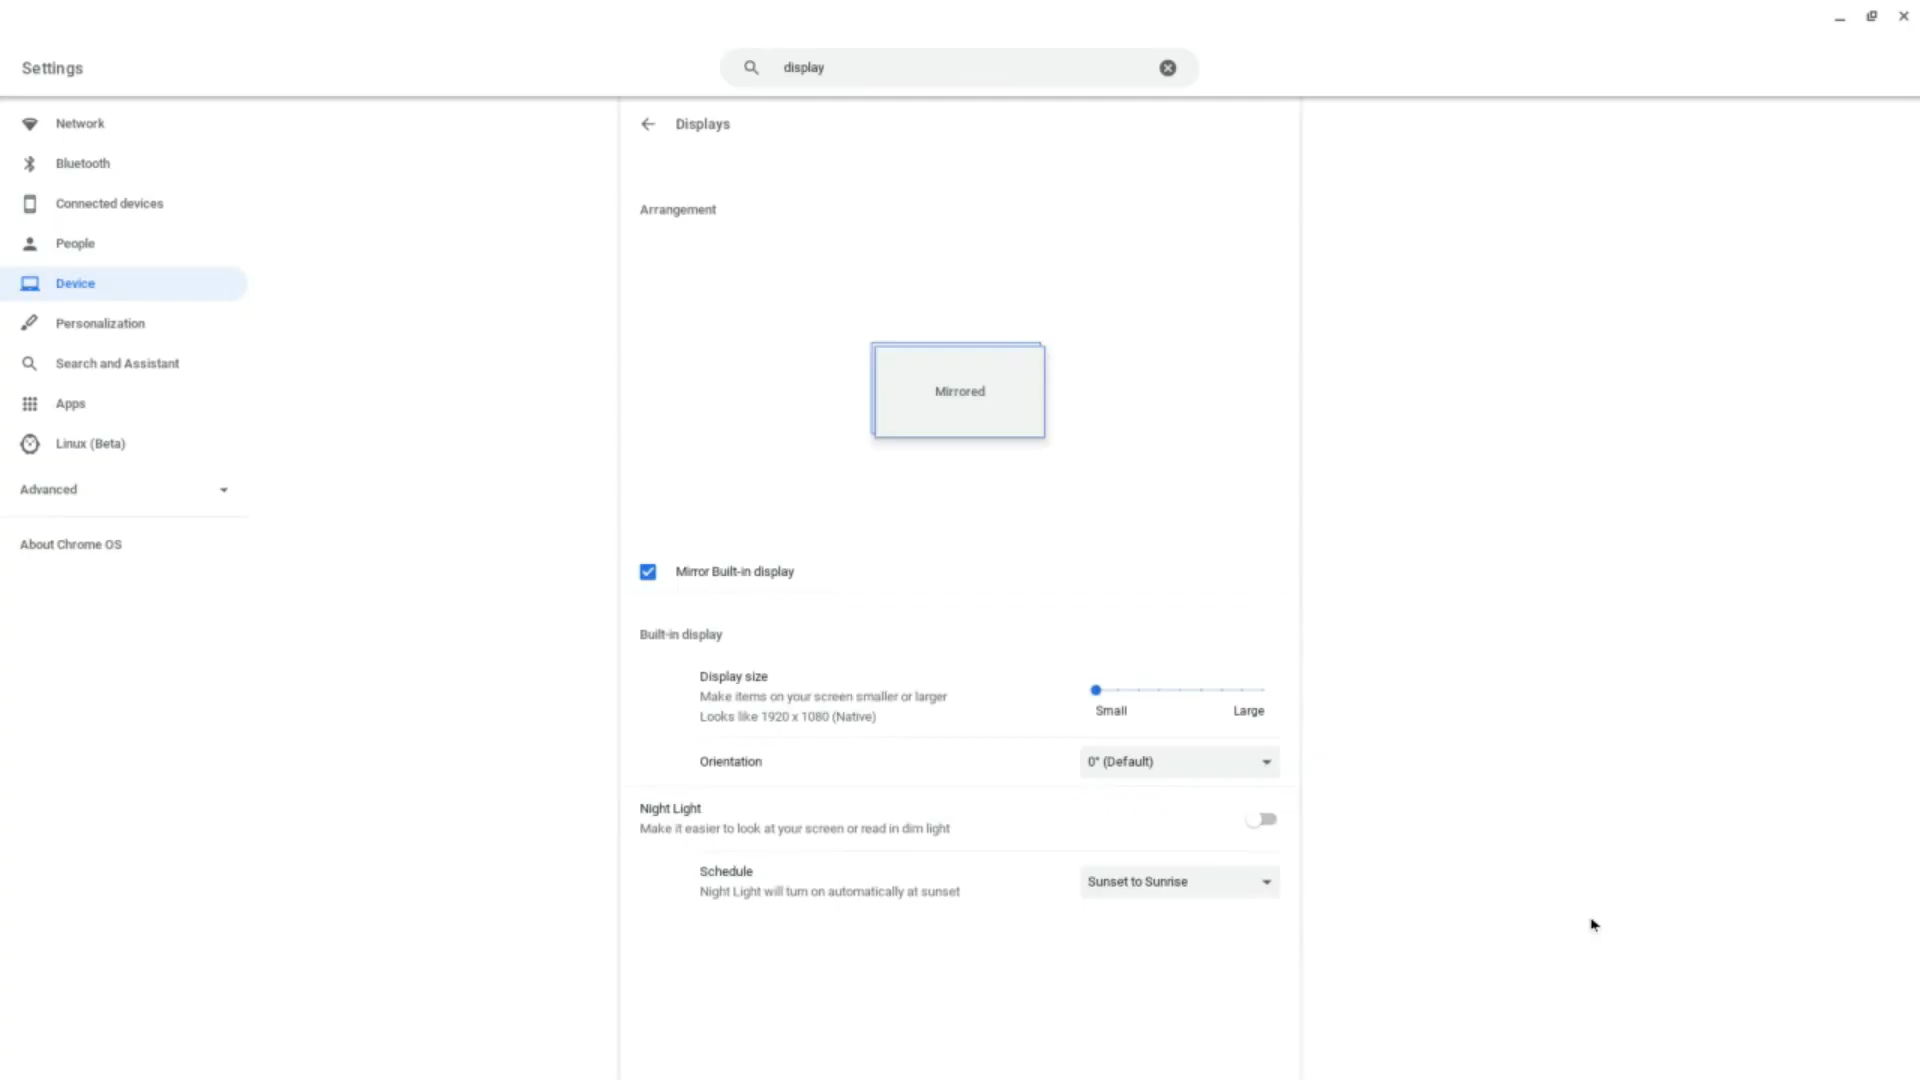 Settings
display
Network
Bluetooth
Connected devices
People
Device
Personalization
Search and Assistant
Apps
Linux (Beta)
Advanced
About Chrome OS
Displays
Arrangement
Mirrored
Mirror Built-in display
Built-in display
Display size
Make items on your screen smaller or larger
Looks like 1920 x 1080 (Native)
Small Large
Orientation
0° (Default)
Night Light
Make it easier to look at your screen or read in dim light
Schedule
Night Light will turn on automatically at sunset
Sunset to Sunrise